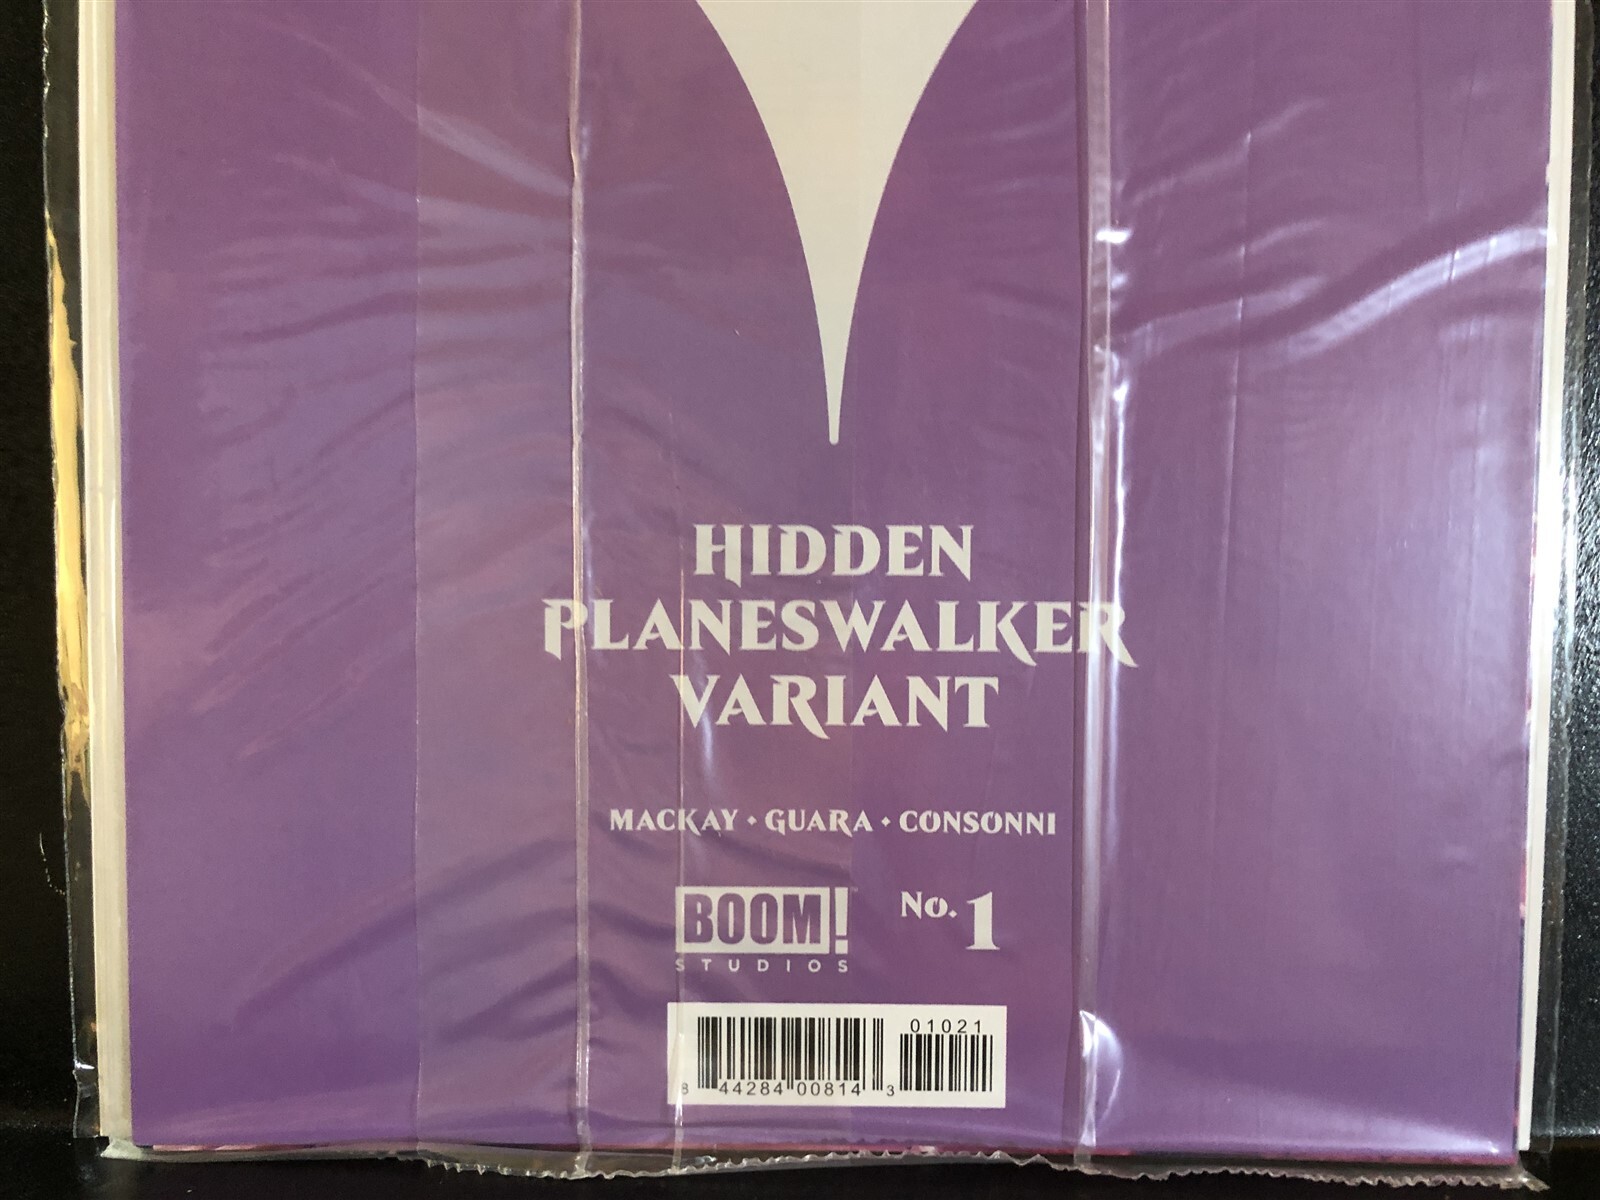 HIDDEN
PLANESWALKER
VARIANT
MACKAY • GUARA • CONSONNI
BOOM! No. 1
STUDIOS
01021
8 44284 00814 3